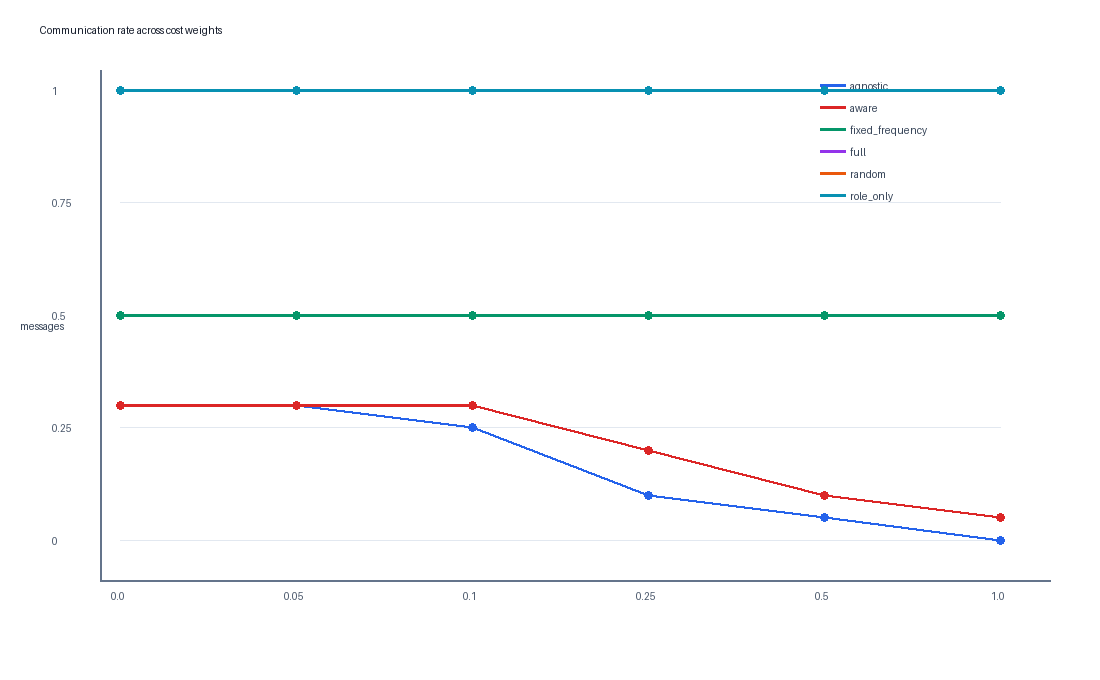 Communication rate across cost weights
1
agnostic
aware
fixed_frequency
full
random
role_only
0.75
0.5
messages
0.25
0
0.0 0.05 0.1 0.25 0.5 1.0